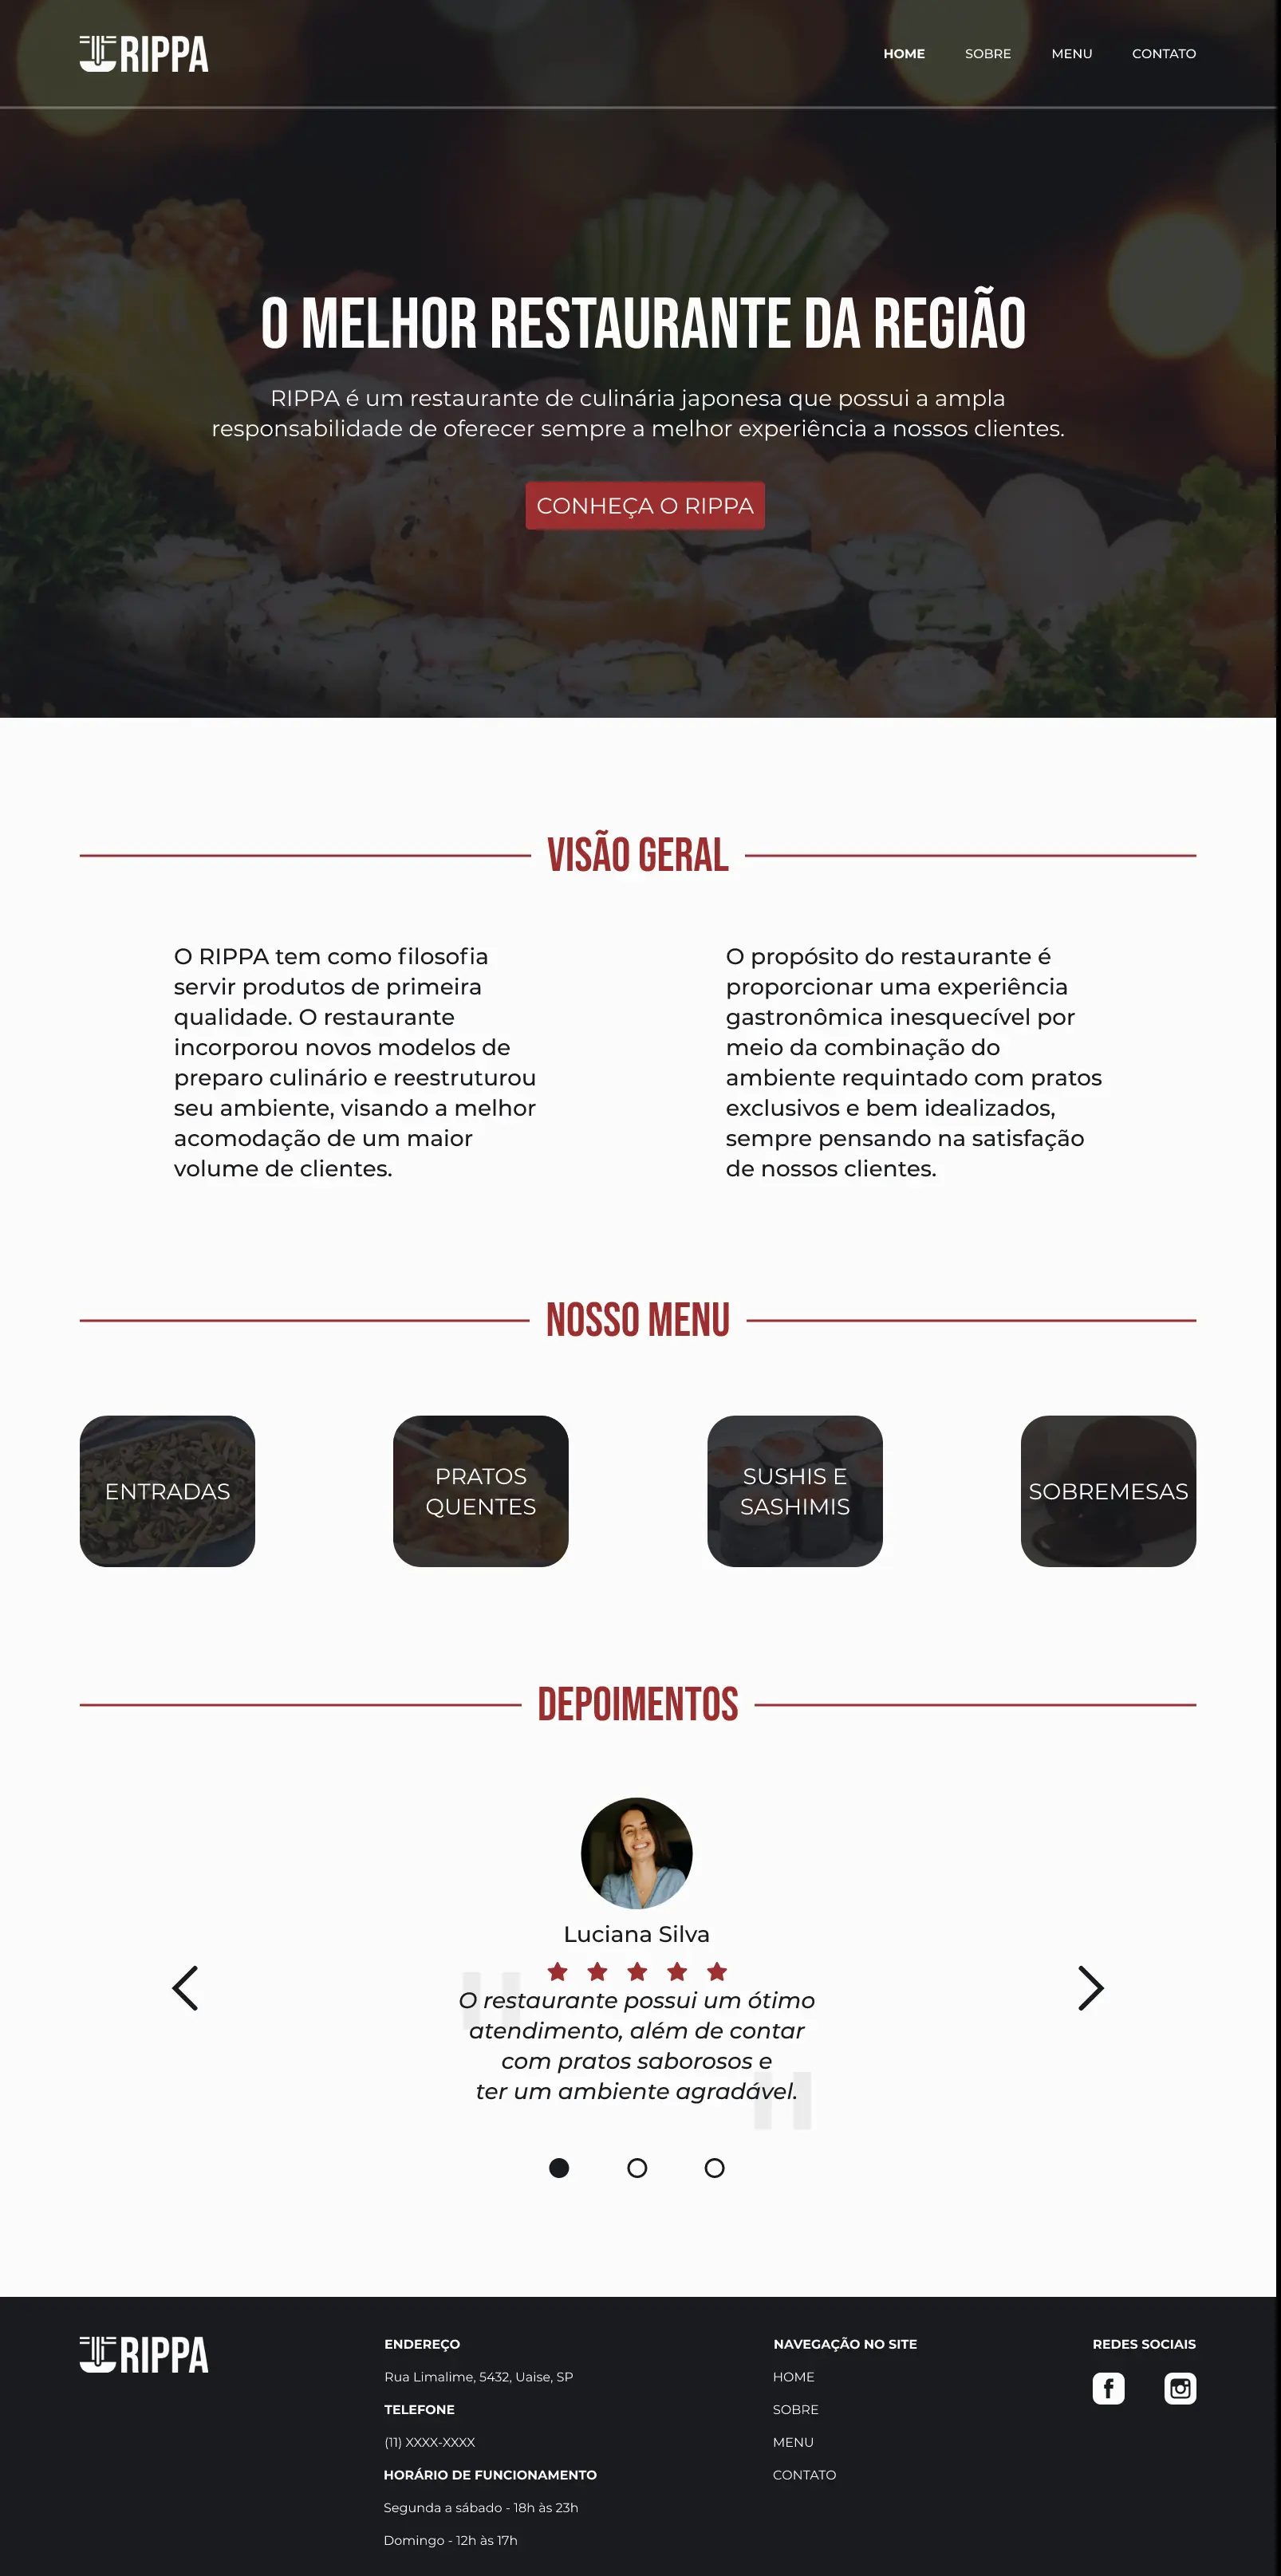 RIPPA
HOME SOBRE MENU CONTATO
O MELHOR RESTAURANTE DA REGIÃO
RIPPA é um restaurante de culinária japonesa que possui a ampla
responsabilidade de oferecer sempre a melhor experiência a nossos clientes.
CONHEÇA O RIPPA
VISÃO GERAL
O RIPPA tem como filosofia
servir produtos de primeira
qualidade. O restaurante
incorporou novos modelos de
preparo culinário e reestruturou
seu ambiente, visando a melhor
acomodação de um maior
volume de clientes.
O propósito do restaurante é
proporcionar uma experiência
gastronômica inesquecível por
meio da combinação do
ambiente requintado com pratos
exclusivos e bem idealizados,
sempre pensando na satisfação
de nossos clientes.
NOSSO MENU
ENTRADAS
PRATOS
QUENTES
SUSHIS E
SASHIMIS
SOBREMESAS
DEPOIMENTOS
Luciana Silva
"O restaurante possui um ótimo
atendimento, além de contar
com pratos saborosos e
ter um ambiente agradável."
RIPPA
ENDEREÇO
Rua Limalime, 5432, Uaise, SP
TELEFONE
(11) XXXX-XXXX
HORÁRIO DE FUNCIONAMENTO
Segunda a sábado - 18h às 23h
Domingo - 12h às 17h
NAVEGAÇÃO NO SITE
HOME
SOBRE
MENU
CONTATO
REDES SOCIAIS